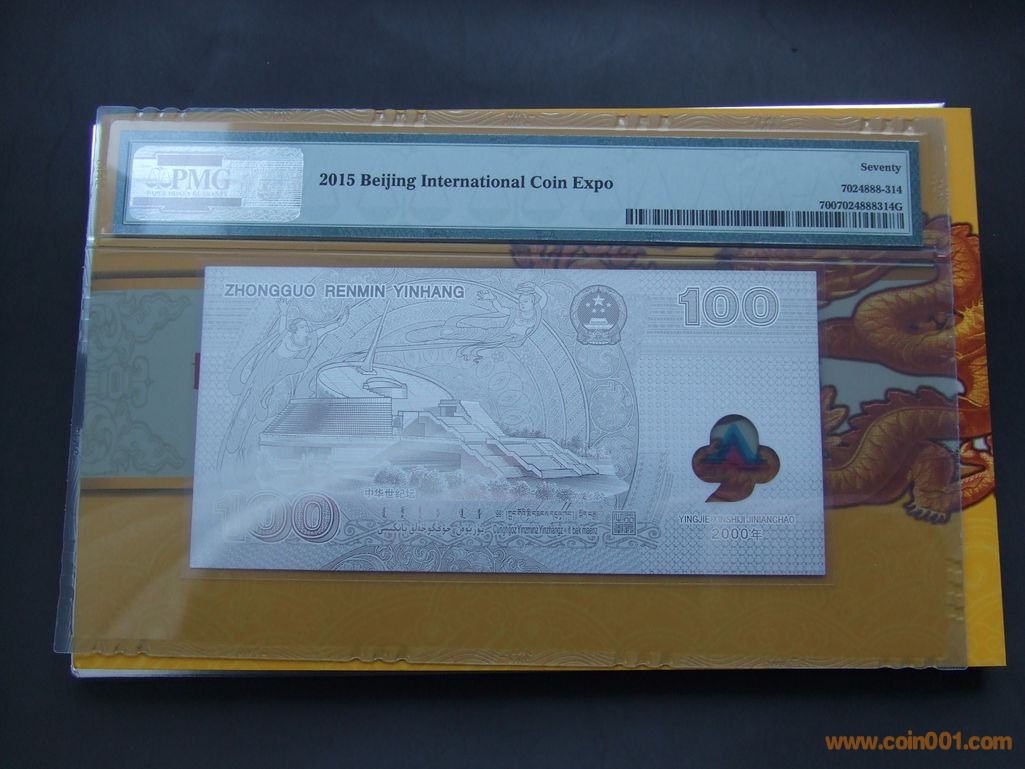 PMG
2015 Beijing International Coin Expo
Seventy
7024888-314
7007024888314G
ZHONGGUO RENMIN YINHANG
100
100
中华世纪坛
YINGJIE XINSHIJI JINIANCHAO
2000年
www.coin001.com